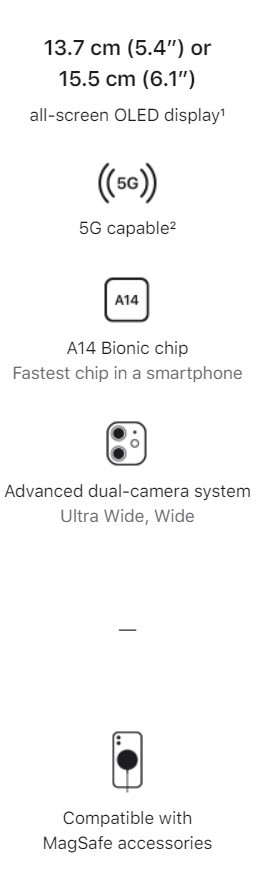 13.7 cm (5.4″) or
15.5 cm (6.1″)
all-screen OLED display¹
5G
5G capable²
A14
A14 Bionic chip
Fastest chip in a smartphone
Advanced dual-camera system
Ultra Wide, Wide
—
Compatible with
MagSafe accessories